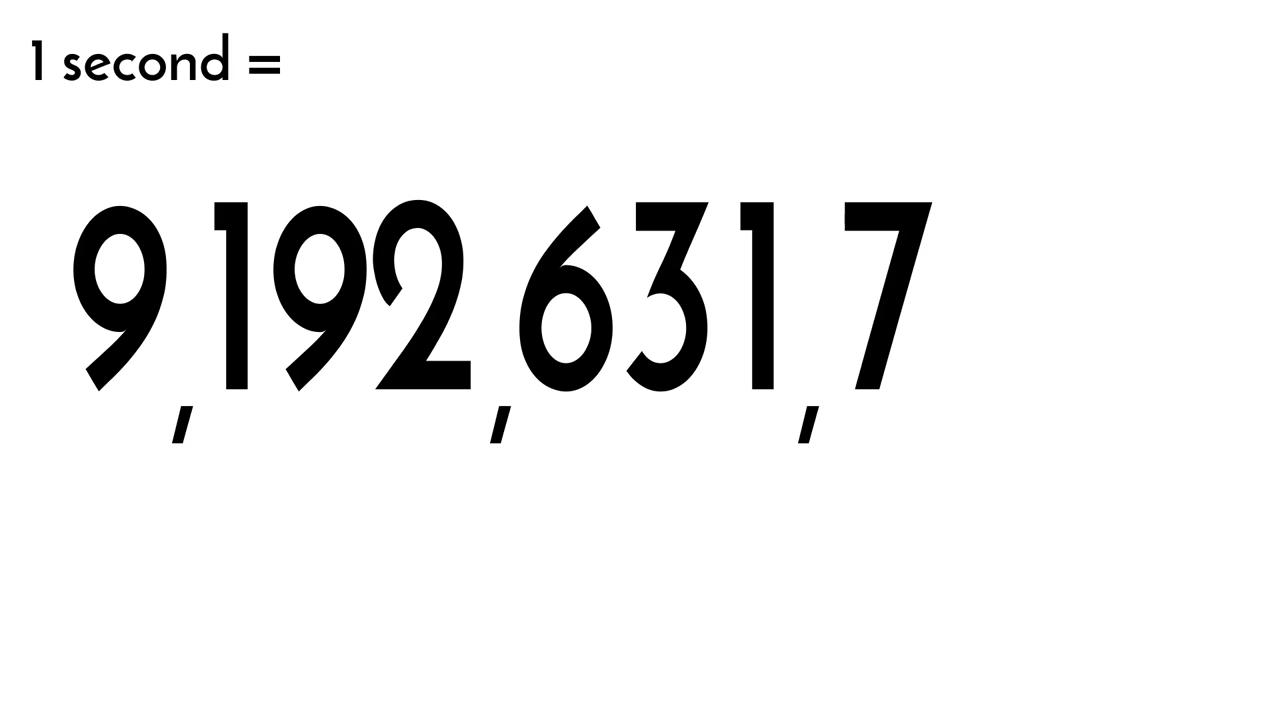 1 second =
9,192,631,7